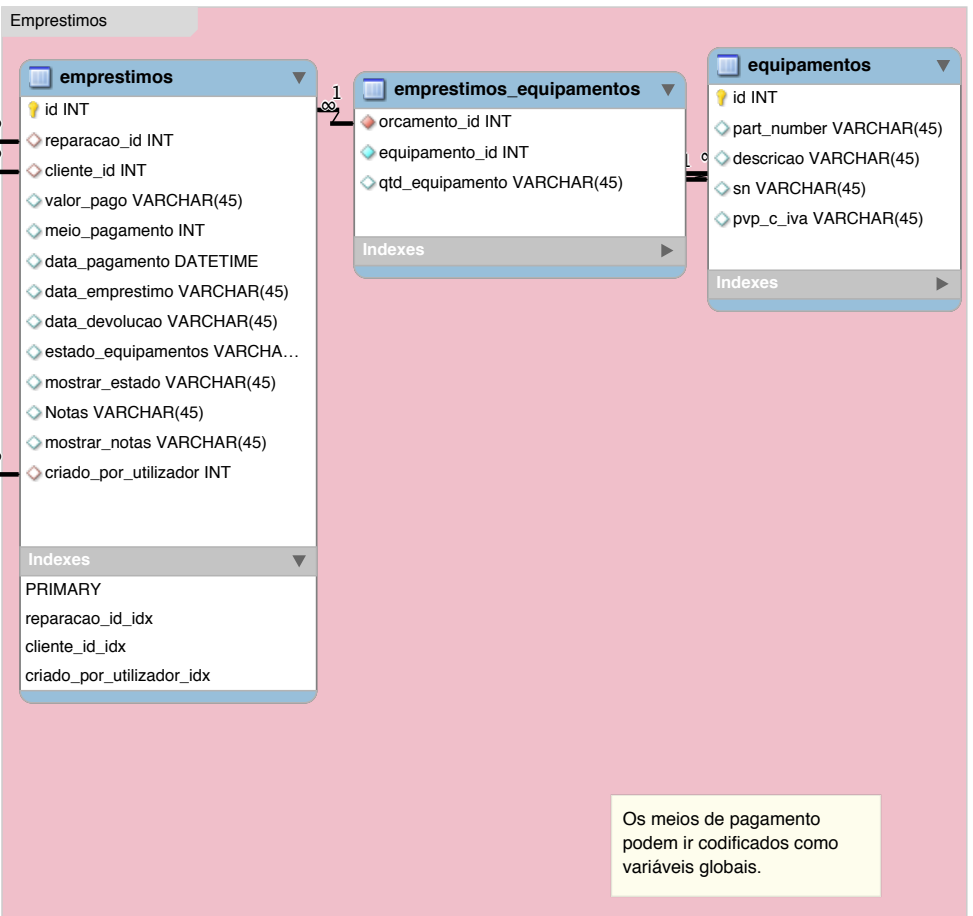 Emprestimos
emprestimos
id INT
reparacao_id INT
cliente_id INT
valor_pago VARCHAR(45)
meio_pagamento INT
data_pagamento DATETIME
data_emprestimo VARCHAR(45)
data_devolucao VARCHAR(45)
estado_equipamentos VARCHA…
mostrar_estado VARCHAR(45)
Notas VARCHAR(45)
mostrar_notas VARCHAR(45)
criado_por_utilizador INT
Indexes
PRIMARY
reparacao_id_idx
cliente_id_idx
criado_por_utilizador_idx
1
∞
emprestimos_equipamentos
orcamento_id INT
equipamento_id INT
qtd_equipamento VARCHAR(45)
Indexes
1
equipamentos
id INT
part_number VARCHAR(45)
descricao VARCHAR(45)
sn VARCHAR(45)
pvp_c_iva VARCHAR(45)
Indexes
Os meios de pagamento
podem ir codificados como
variáveis globais.